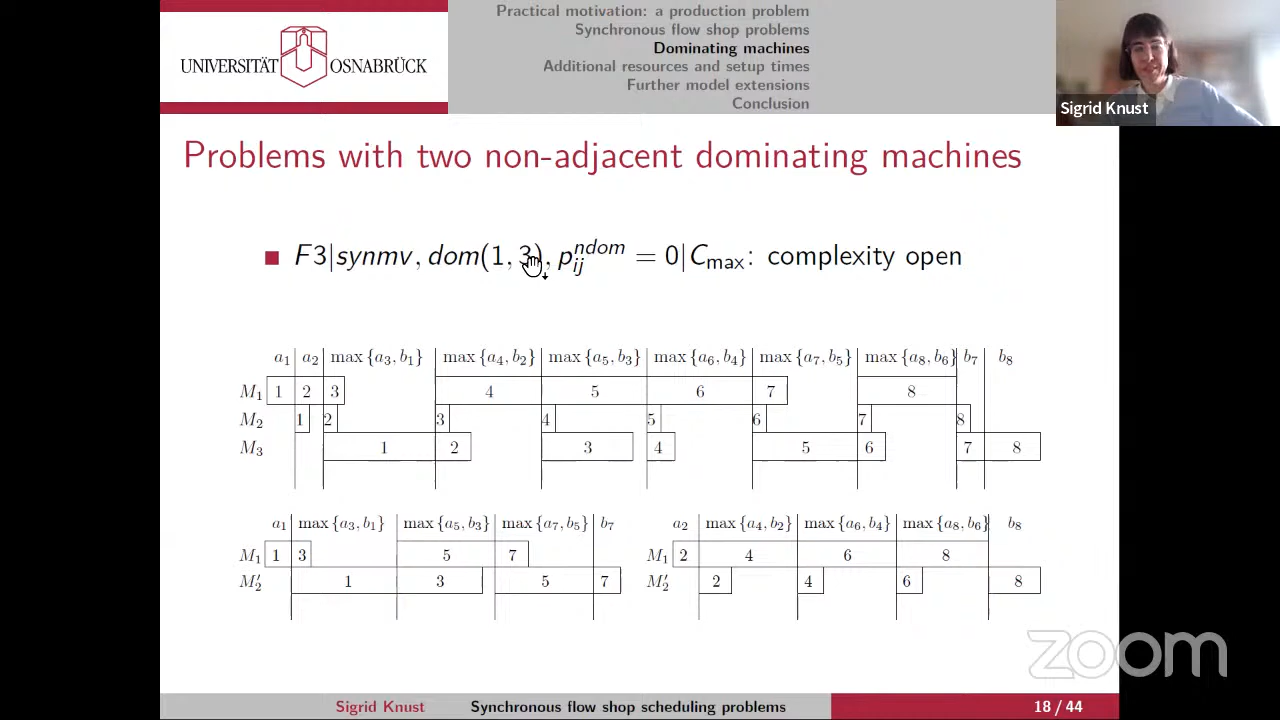 Practical motivation: a production problem
Synchronous flow shop problems
Dominating machines
Additional resources and setup times
Further model extensions
Conclusion
UNIVERSITÄT OSNABRÜCK
Sigrid Knust
Problems with two non-adjacent dominating machines
F3|synmv, dom(1, 3), p_{ij}^{ndom} = 0|C_{max}: complexity open
a_1 a_2 max {a_3, b_1} max {a_4, b_2} max {a_5, b_3} max {a_6, b_4} max {a_7, b_5} max {a_8, b_6} b_7 b_8
M_1 1 2 3 4 5 6 7 8
M_2 1 2 3 4 5 6 7 8
M_3 1 2 3 4 5 6 7 8
a_1 max {a_3, b_1} max {a_5, b_3} max {a_7, b_5} b_7
M_1 1 3 5 7
M'_2 1 3 5 7
a_2 max {a_4, b_2} max {a_6, b_4} max {a_8, b_6} b_8
M_1 2 4 6 8
M'_2 2 4 6 8
zoom
Sigrid Knust Synchronous flow shop scheduling problems 18 / 44